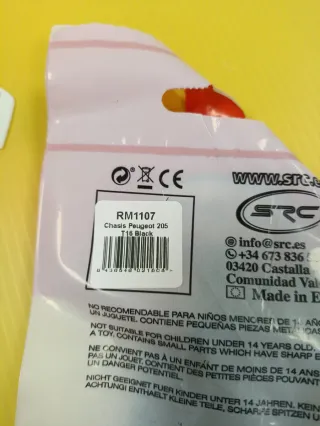 www.src.
RM1107
Chasis Peugeot 205
T16 Black
SRC
info@src.es
+34 673 836
03420 Castalla
Comunidad Val
Made in E
NO RECOMENDABLE PARA NIÑOS MENORES DE 14 AÑO
UN JUGUETE. CONTIENE PEQUEÑAS PIEZAS METALICAS
NOT SUITABLE FOR CHILDREN UNDER 14 YEARS OLD.
A TOY. CONTAINS SMALL PARTS WHICH HAVE SHARP E
NE CONVIENT PAS À UN ENFANT DE MOINS DE 14 ANS
PAS UN JOUET. CONTIENT DES PETITES PIÈCES POUVANT
UN DANGER POTENTIEL.
NICHT GEEIGNET FUER KINDER UNTER 14 JAHREN. KEIN
ACHTUNG! ENTHAELT KLEINE TEILE, SCHARFE SPITZEN U